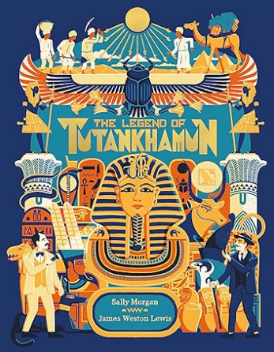 THE LEGEND OF
TUTANKHAMUN
Sally Morgan
James Weston Lewis